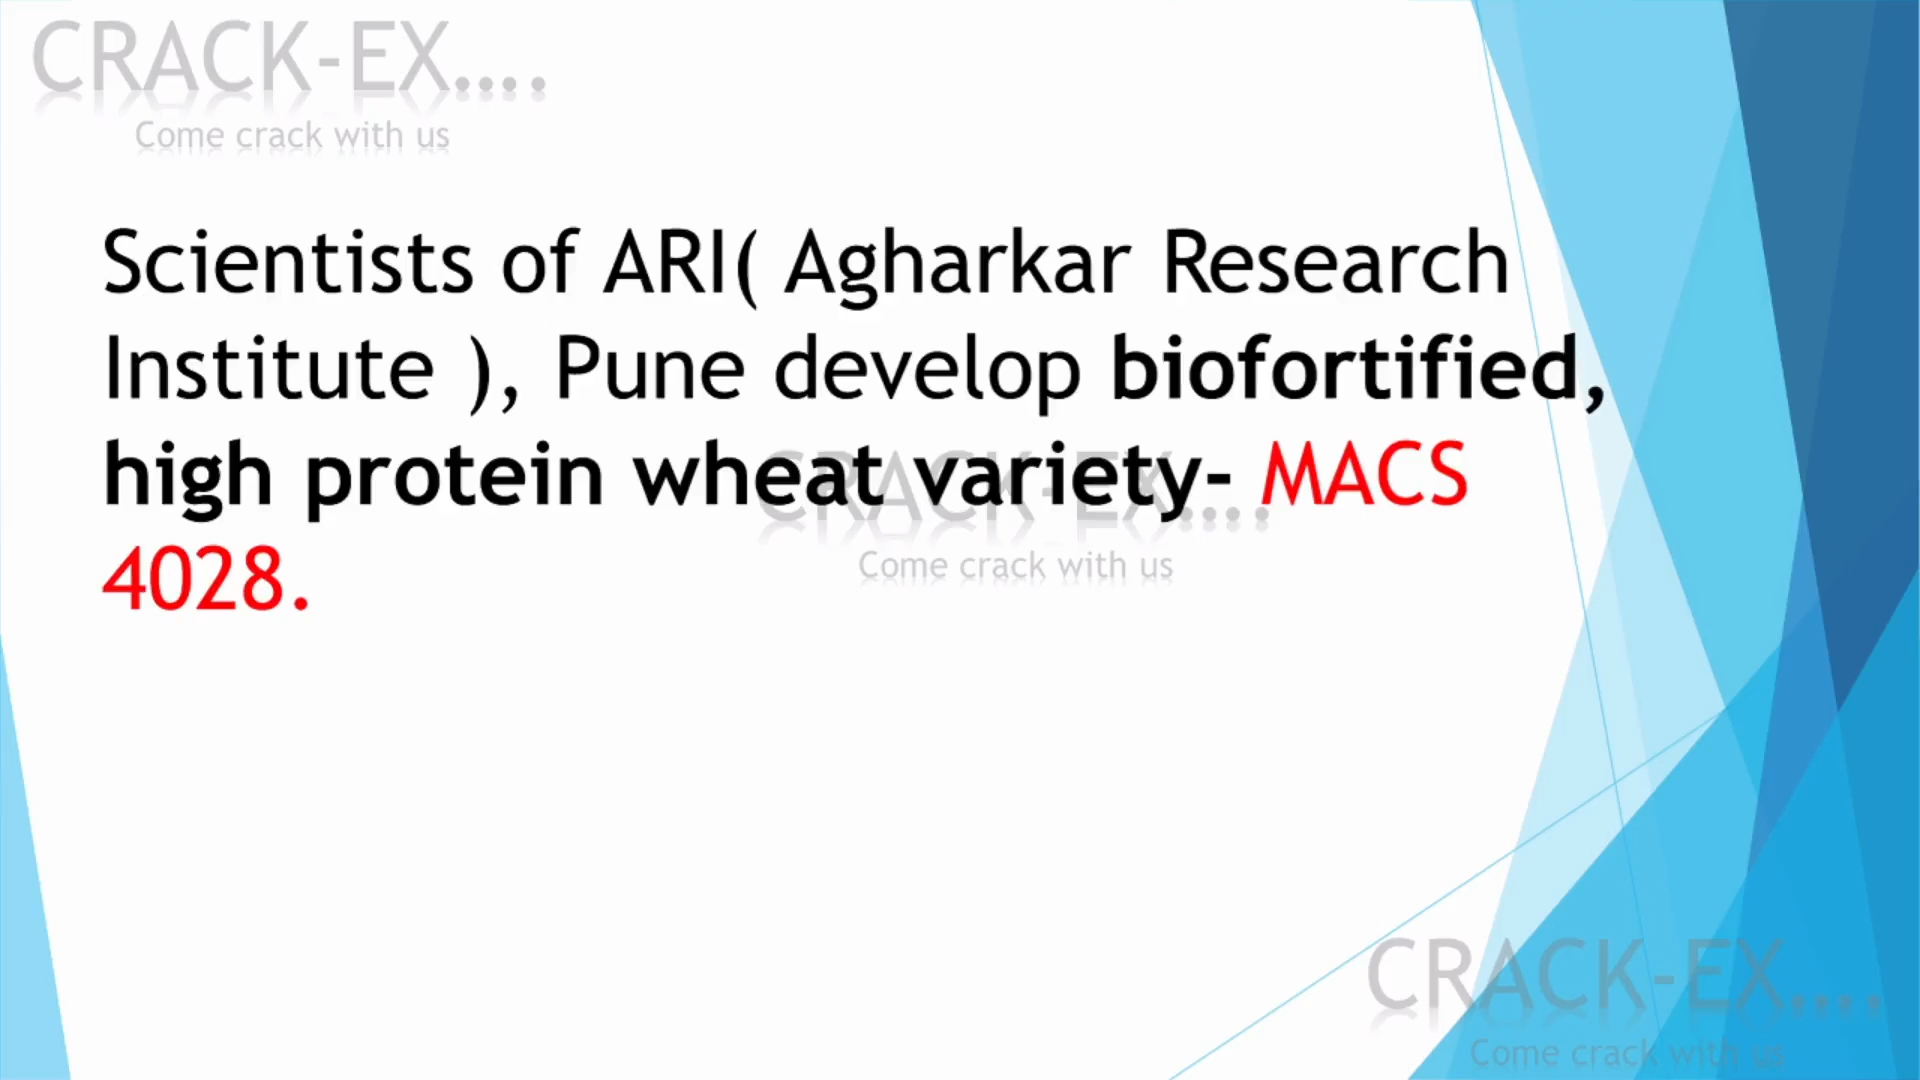 CRACK-EX....
Come crack with us
Scientists of ARI( Agharkar Research
Institute ), Pune develop biofortified,
high protein wheat variety- MACS
4028.
CRACK-EX....
Come crack with us
CRACK-EX....
Come crack with us